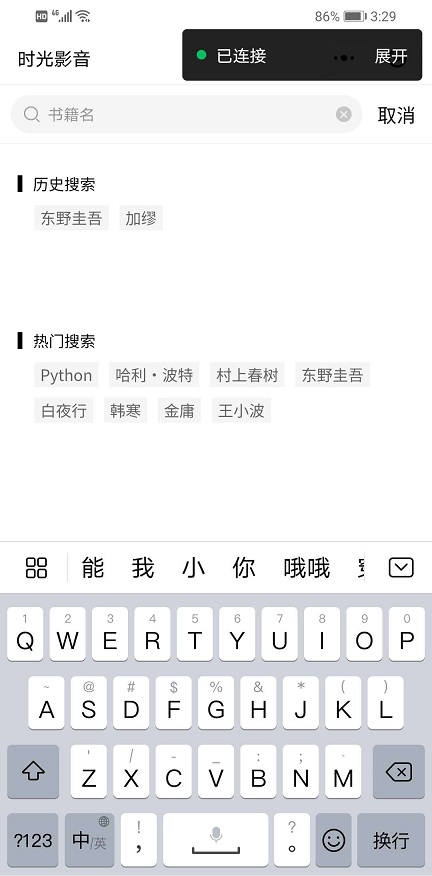 HD 4G 86% 3:29
时光影音
已连接 展开
书籍名 取消
历史搜索
东野圭吾 加缪
热门搜索
Python 哈利·波特 村上春树 东野圭吾
白夜行 韩寒 金庸 王小波
能 我 小 你 哦哦
1 2 3 4 5 6 7 8 9 0
Q W E R T Y U I O P
~ @ # $ % & * ( )
A S D F G H J K L
' / - _ : ; 、
Z X C V B N M
?123 中/英 ! , ? 。 换行